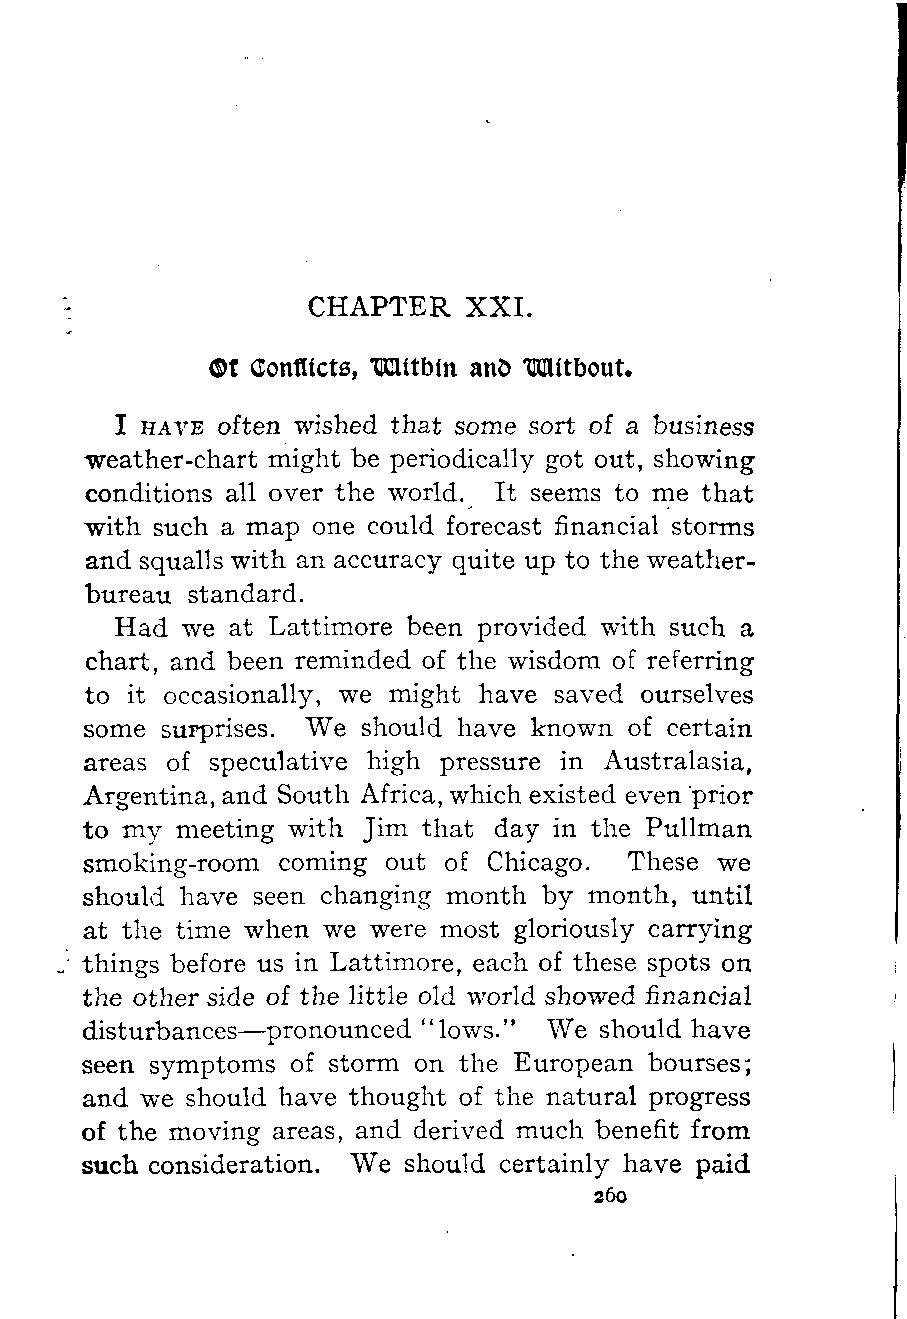 CHAPTER XXI.
Of Conflicts, Within and Without.
I HAVE often wished that some sort of a business
weather-chart might be periodically got out, showing
conditions all over the world. It seems to me that
with such a map one could forecast financial storms
and squalls with an accuracy quite up to the weather-
bureau standard.
Had we at Lattimore been provided with such a
chart, and been reminded of the wisdom of referring
to it occasionally, we might have saved ourselves
some surprises. We should have known of certain
areas of speculative high pressure in Australasia,
Argentina, and South Africa, which existed even prior
to my meeting with Jim that day in the Pullman
smoking-room coming out of Chicago. These we
should have seen changing month by month, until
at the time when we were most gloriously carrying
things before us in Lattimore, each of these spots on
the other side of the little old world showed financial
disturbances—pronounced "lows." We should have
seen symptoms of storm on the European bourses;
and we should have thought of the natural progress
of the moving areas, and derived much benefit from
such consideration. We should certainly have paid
260